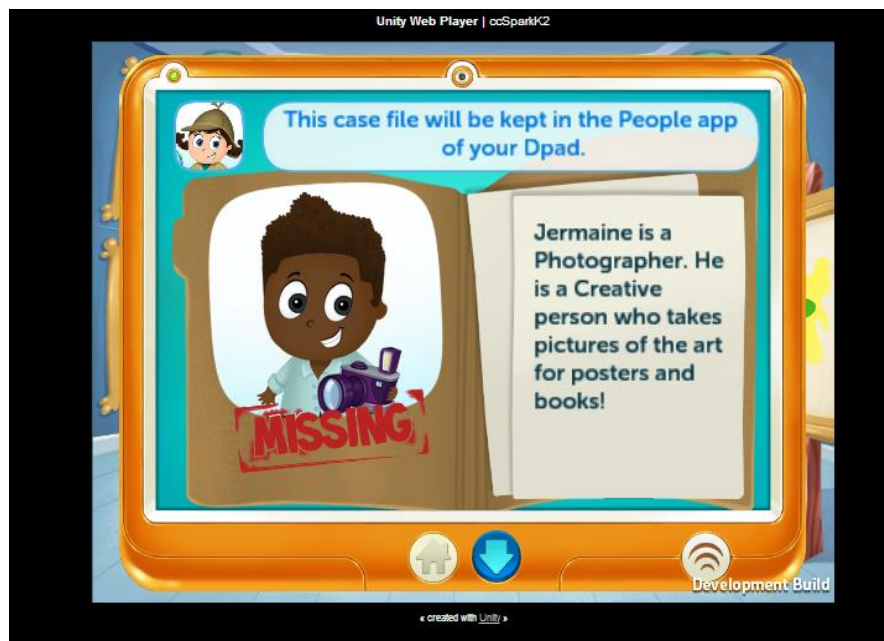 Unity Web Player | ccSparkK2
This case file will be kept in the People app
of your Dpad.
Jermaine is a
Photographer. He
is a Creative
person who takes
pictures of the art
for posters and
books!
MISSING
Development Build
« created with Unity »